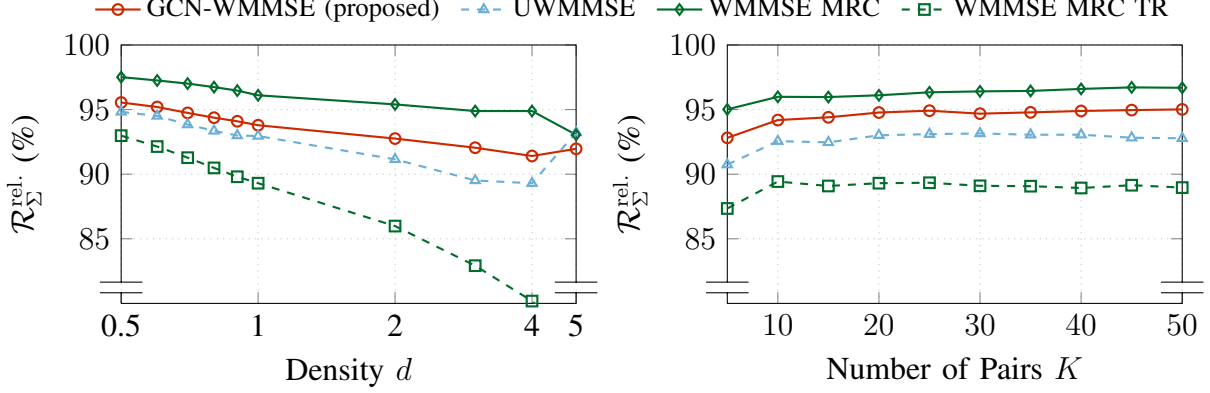 GCN-WMMSE (proposed) UWMMSE WMMSE MRC WMMSE MRC TR
100
95
90
85
0.5 1 2 4 5
Density d
R_Σ^rel. (%)
100
95
90
85
10 20 30 40 50
Number of Pairs K
R_Σ^rel. (%)